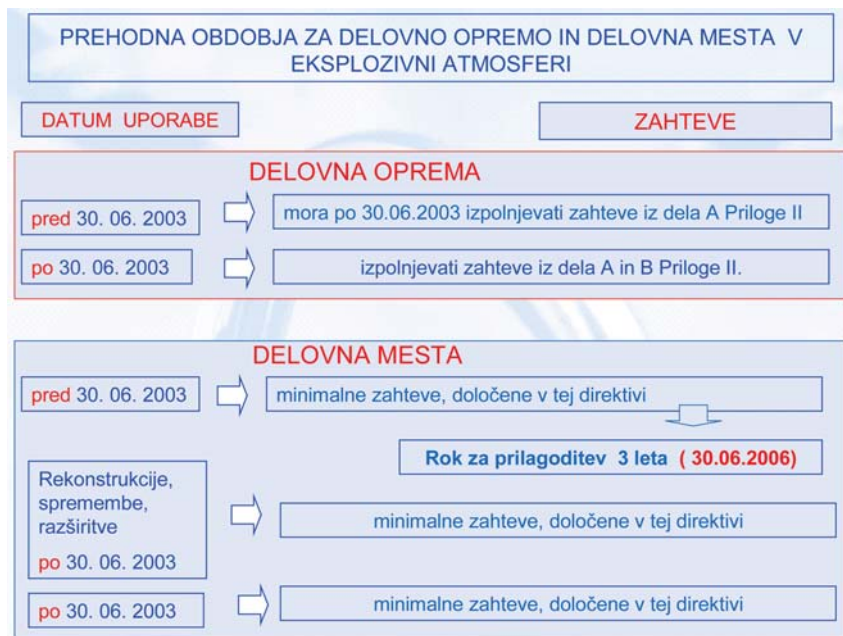 PREHODNA OBDOBJA ZA DELOVNO OPREMO IN DELOVNA MESTA V
EKSPLOZIVNI ATMOSFERI
DATUM UPORABE
ZAHTEVE
DELOVNA OPREMA
pred 30. 06. 2003
mora po 30.06.2003 izpolnjevati zahteve iz dela A Priloge II
po 30. 06. 2003
izpolnjevati zahteve iz dela A in B Priloge II.
DELOVNA MESTA
pred 30. 06. 2003
minimalne zahteve, določene v tej direktivi
Rok za prilagoditev 3 leta ( 30.06.2006)
Rekonstrukcije,
spremembe,
razširitve
po 30. 06. 2003
minimalne zahteve, določene v tej direktivi
po 30. 06. 2003
minimalne zahteve, določene v tej direktivi